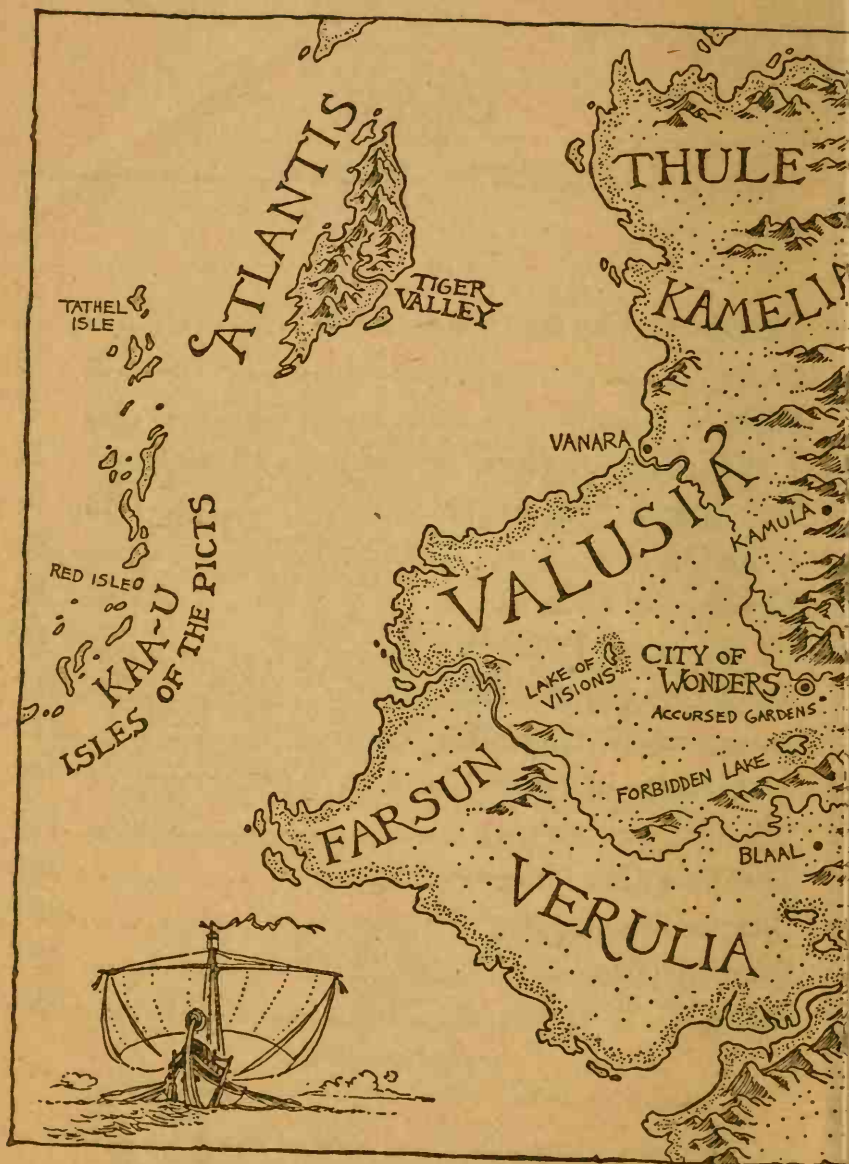 ATLANTIS
THULE
TIGER
VALLEY
TATHEL
ISLE
KAMELIA
VANARA
VALUSIA
KAMULA
RED ISLE
KAA-U
ISLES OF THE PICTS
LAKE OF
VISIONS
CITY OF
WONDERS
ACCURSED GARDENS
FORBIDDEN LAKE
FARSUN
BLAAL
VERULIA